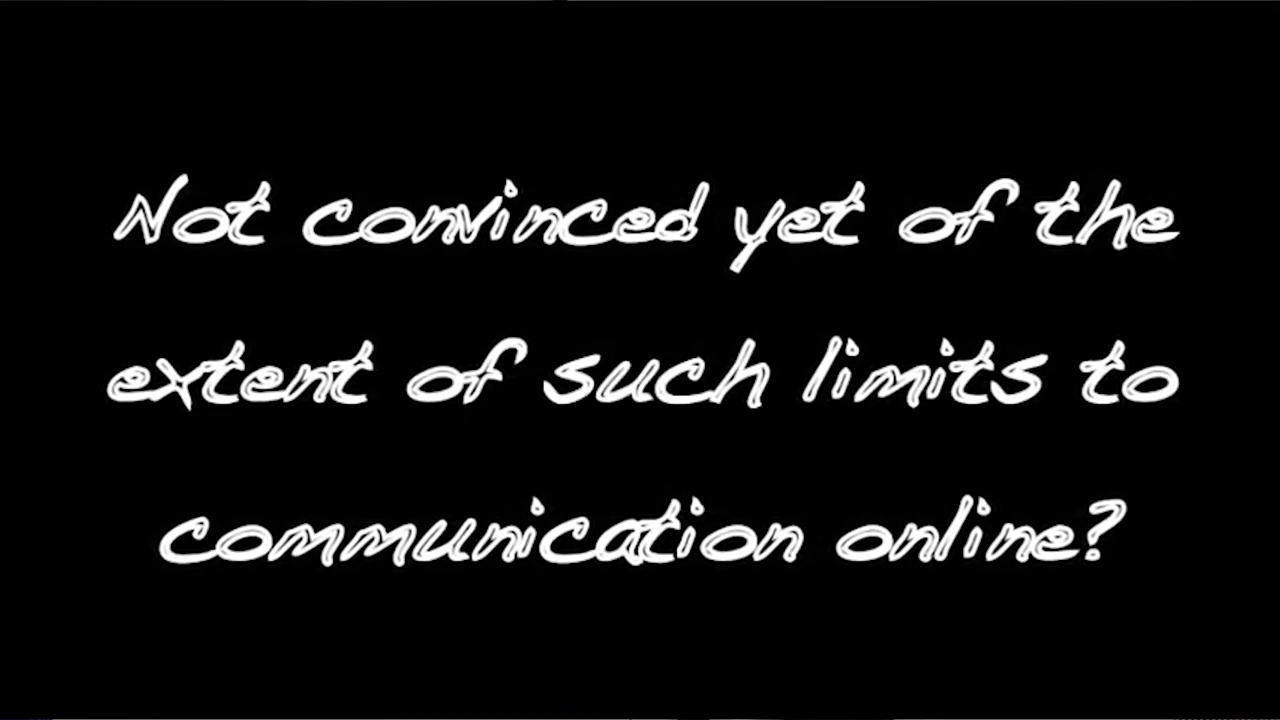 Not convinced yet of the
extent of such limits to
communication online?